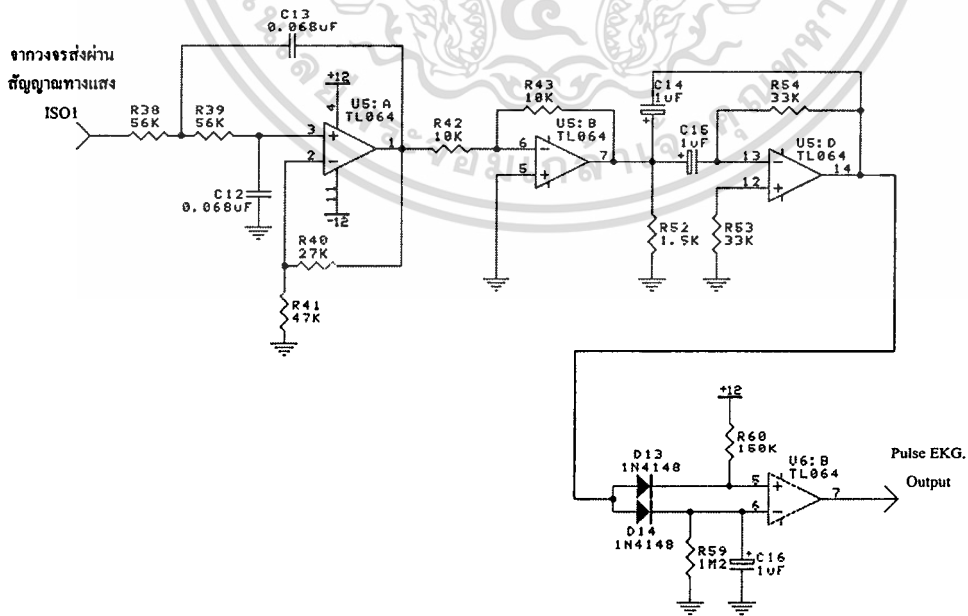 C13
0.068uF
จากวงจรส่งผ่าน
สัญญาณทางแสง
ISO1
R38
56K
R39
56K
+12
4
U5:A
TL064
3
2
1
11
-12
C12
0.068uF
R40
27K
R41
47K
R42
10K
R43
10K
U5:B
TL064
6
5
7
C14
1uF
C15
1uF
R54
33K
U5:D
TL064
13
12
14
R52
1.5K
R53
33K
+12
R60
150K
D13
1N4148
D14
1N4148
U6:B
TL064
5
6
7
R59
1M2
C16
1uF
Pulse EKG.
Output